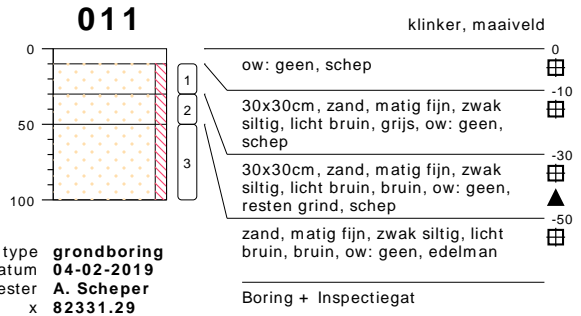 011
klinker, maaiveld
0
0
ow: geen, schep
-10
1
30x30cm, zand, matig fijn, zwak
siltig, licht bruin, grijs, ow: geen,
schep
2
50
-30
30x30cm, zand, matig fijn, zwak
siltig, licht bruin, bruin, ow: geen,
resten grind, schep
3
100
-50
zand, matig fijn, zwak siltig, licht
bruin, bruin, ow: geen, edelman
type grondboring
atum 04-02-2019
ester A. Scheper
x 82331.29
Boring + Inspectiegat